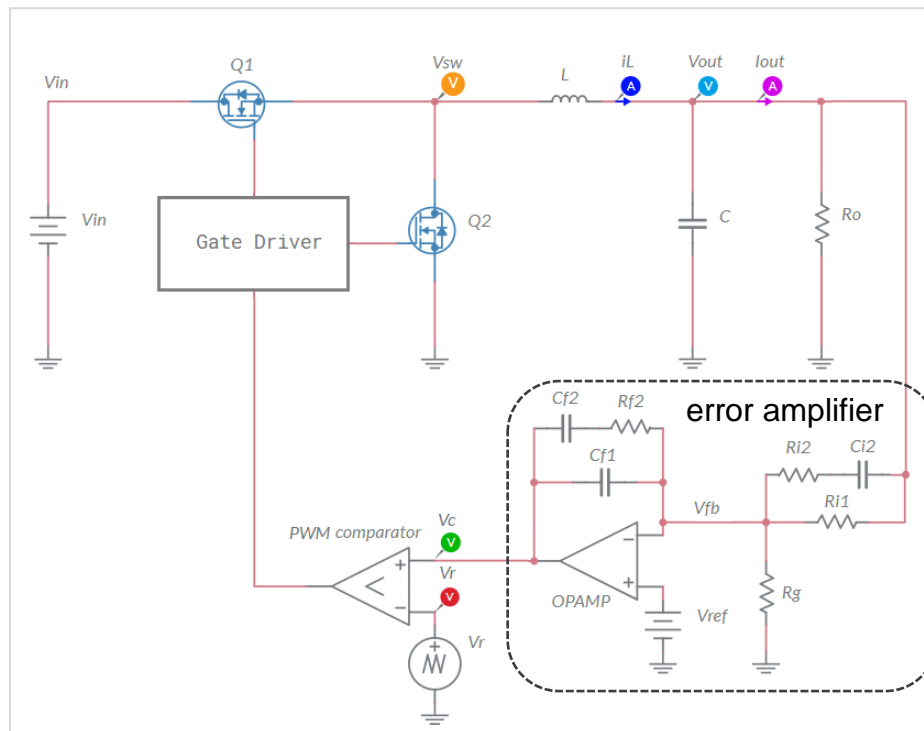 Q1
Vin
Vsw
V
L
iL
A
Vout
V
Iout
A
Vin
Gate Driver
Q2
C
Ro
Cf2
Rf2
error amplifier
Cf1
Ri2
Ci2
Vfb
Ri1
PWM comparator
Vc
V
+
<
−
Vr
V
−
+
OPAMP
Vref
Rg
+
Vr